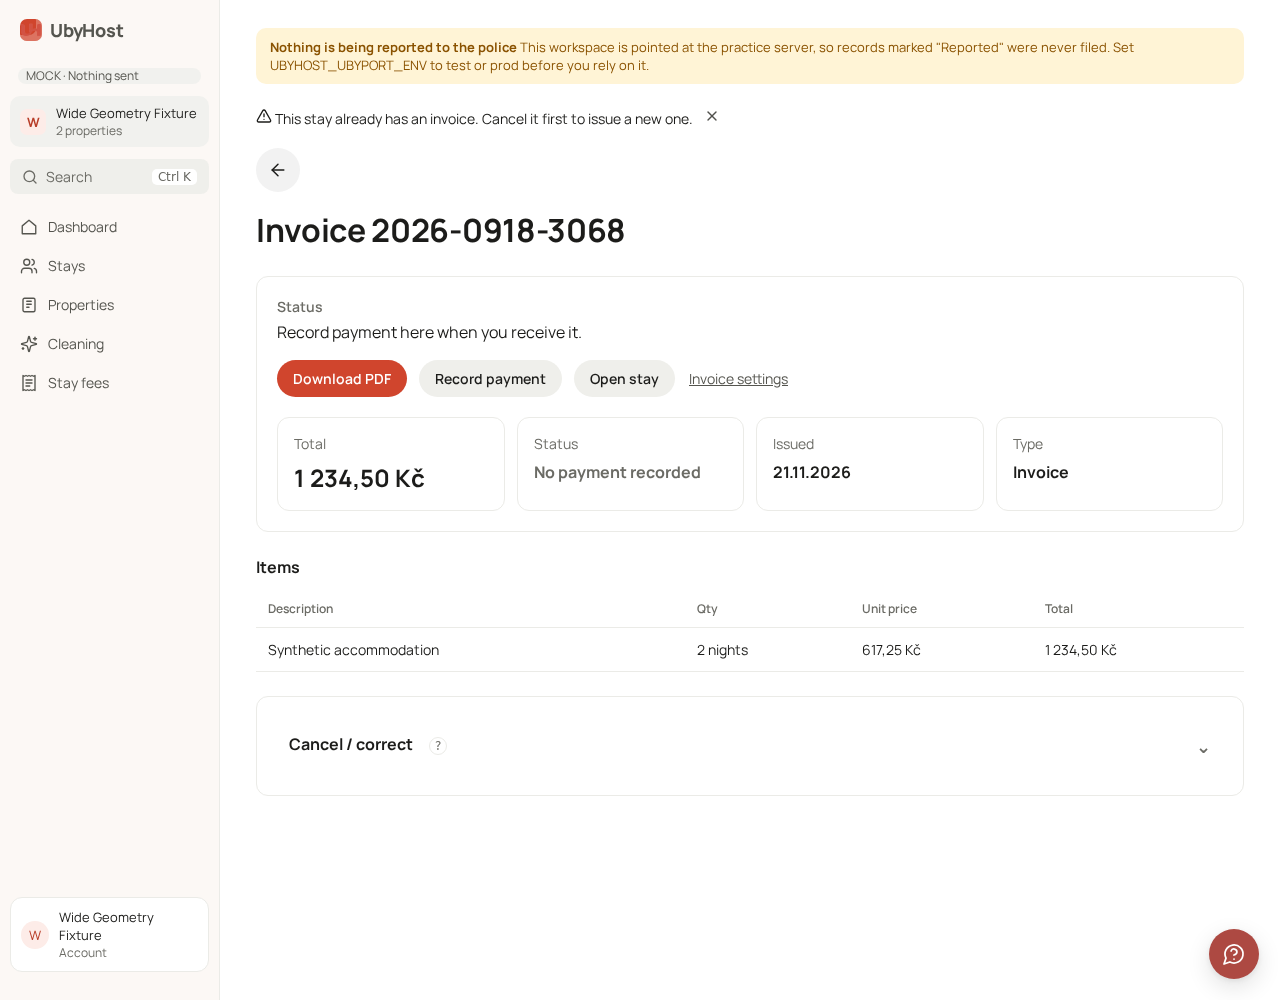 UbyHost
MOCK · Nothing sent
W
Wide Geometry Fixture
2 properties
Search
Ctrl K
Dashboard
Stays
Properties
Cleaning
Stay fees
W
Wide Geometry
Fixture
Account
Nothing is being reported to the police This workspace is pointed at the practice server, so records marked "Reported" were never filed. Set
UBYHOST_UBYPORT_ENV to test or prod before you rely on it.
This stay already has an invoice. Cancel it first to issue a new one.
Invoice 2026-0918-3068
Status
Record payment here when you receive it.
Download PDF
Record payment
Open stay
Invoice settings
Total
1 234,50 Kč
Status
No payment recorded
Issued
21.11.2026
Type
Invoice
Items
Description Qty Unit price Total
Synthetic accommodation 2 nights 617,25 Kč 1 234,50 Kč
Cancel / correct ?